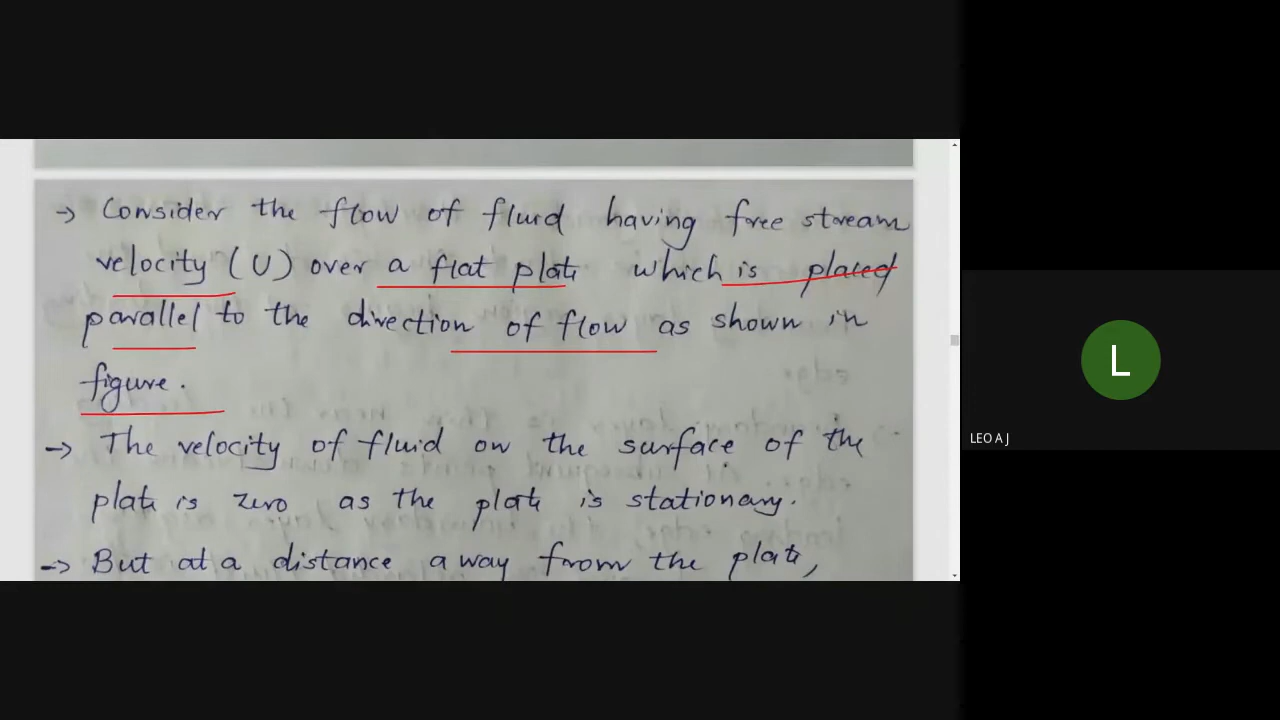 → Consider the flow of fluid having free stream
velocity (U) over a flat plate which is placed
parallel to the direction of flow as shown in
figure.
→ The velocity of fluid on the surface of the
plate is zero as the plate is stationary.
→ But at a distance away from the plate,
L
LEO A J